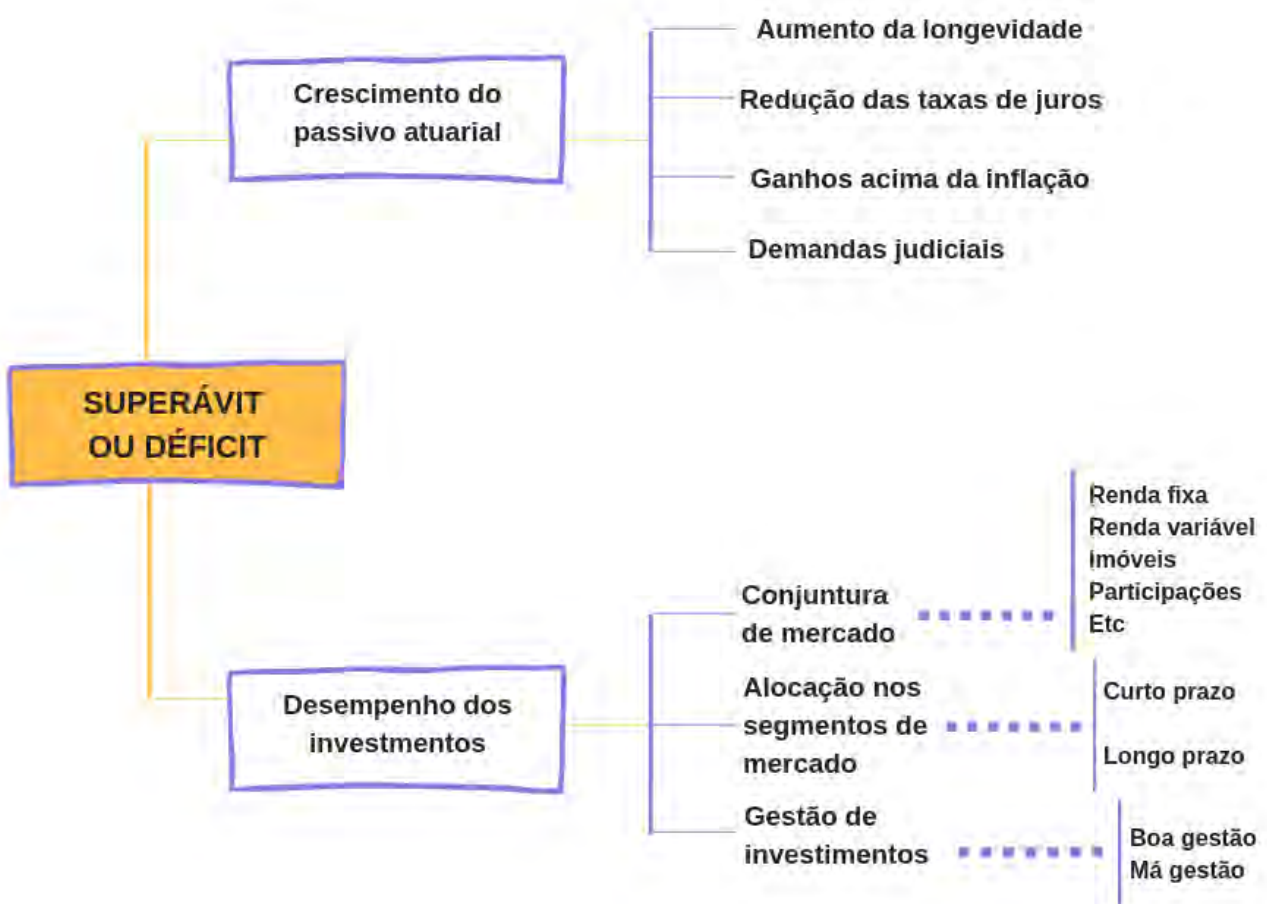 Aumento da longevidade
Crescimento do
passivo atuarial
Redução das taxas de juros
Ganhos acima da inflação
Demandas judiciais
SUPERÁVIT
OU DÉFICIT
Desempenho dos
investmentos
Conjuntura
de mercado
Renda fixa
Renda variável
imóveis
Participações
Etc
Alocação nos
segmentos de
mercado
Curto prazo
Longo prazo
Gestão de
investimentos
Boa gestão
Má gestão